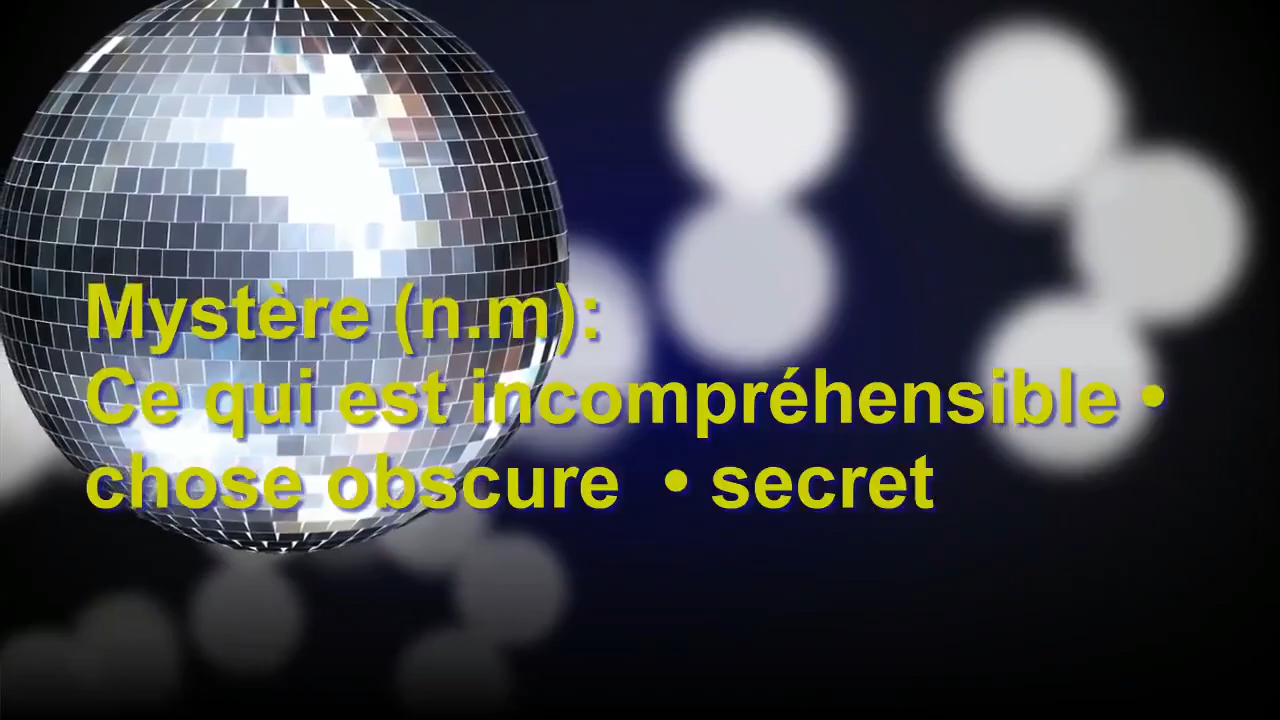 Mystère (n.m):
Ce qui est incompréhensible •
chose obscure • secret